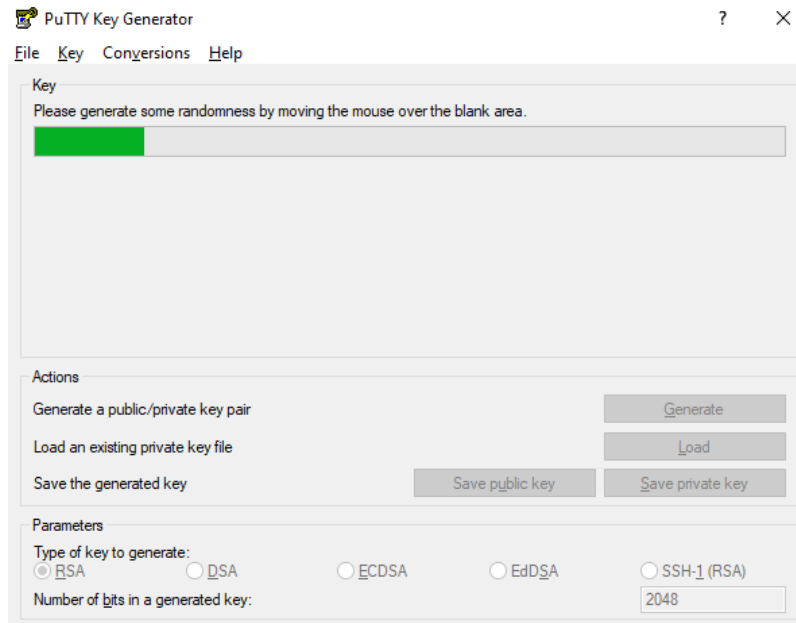 PuTTY Key Generator ? ×
File Key Conversions Help
Key
Please generate some randomness by moving the mouse over the blank area.
Actions
Generate a public/private key pair Generate
Load an existing private key file Load
Save the generated key Save public key Save private key
Parameters
Type of key to generate:
RSA DSA ECDSA EdDSA SSH-1 (RSA)
Number of bits in a generated key: 2048